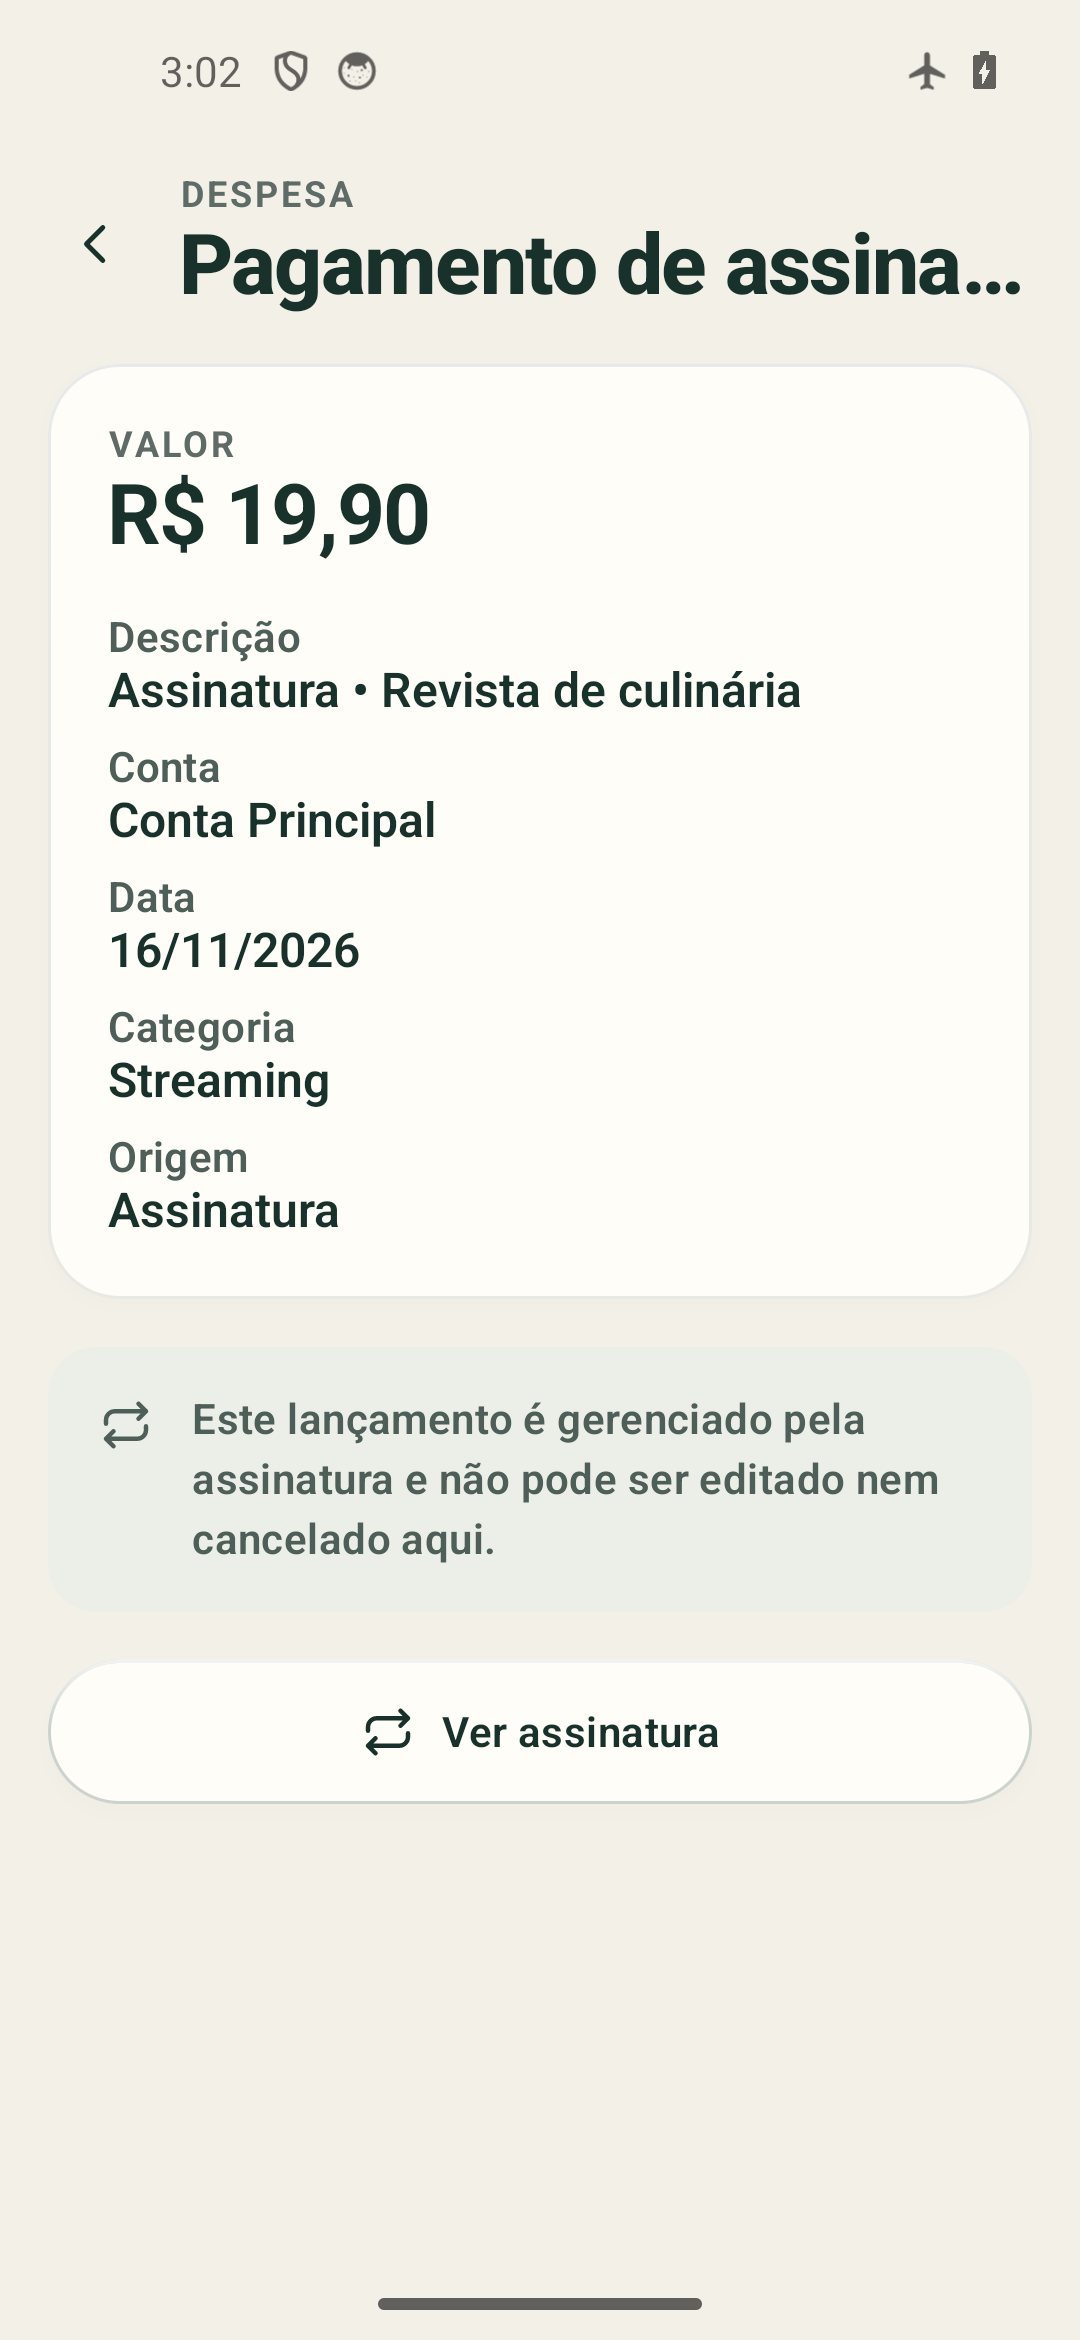 3:02
DESPESA
Pagamento de assina...
VALOR
R$ 19,90
Descrição
Assinatura • Revista de culinária
Conta
Conta Principal
Data
16/11/2026
Categoria
Streaming
Origem
Assinatura
Este lançamento é gerenciado pela
assinatura e não pode ser editado nem
cancelado aqui.
Ver assinatura